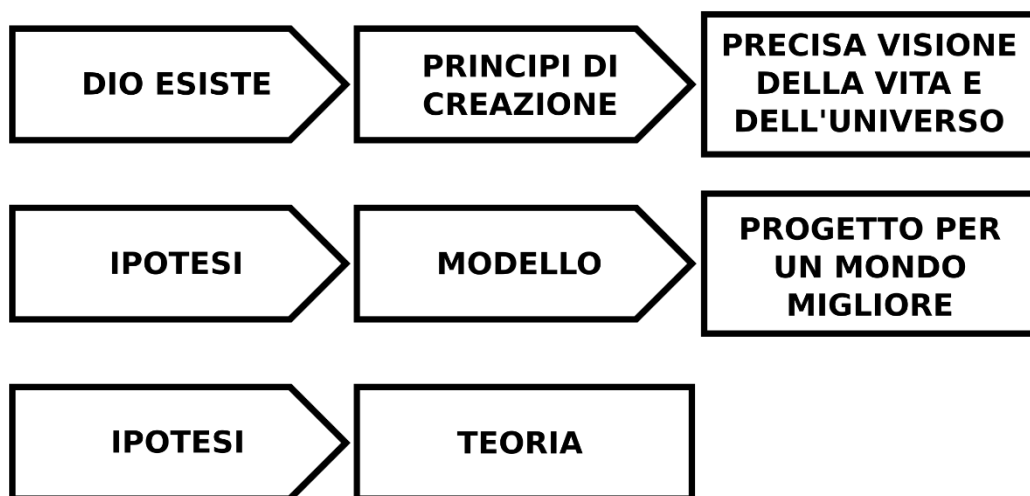 DIO ESISTE
PRINCIPI DI
CREAZIONE
PRECISA VISIONE
DELLA VITA E
DELL'UNIVERSO
IPOTESI
MODELLO
PROGETTO PER
UN MONDO
MIGLIORE
IPOTESI
TEORIA